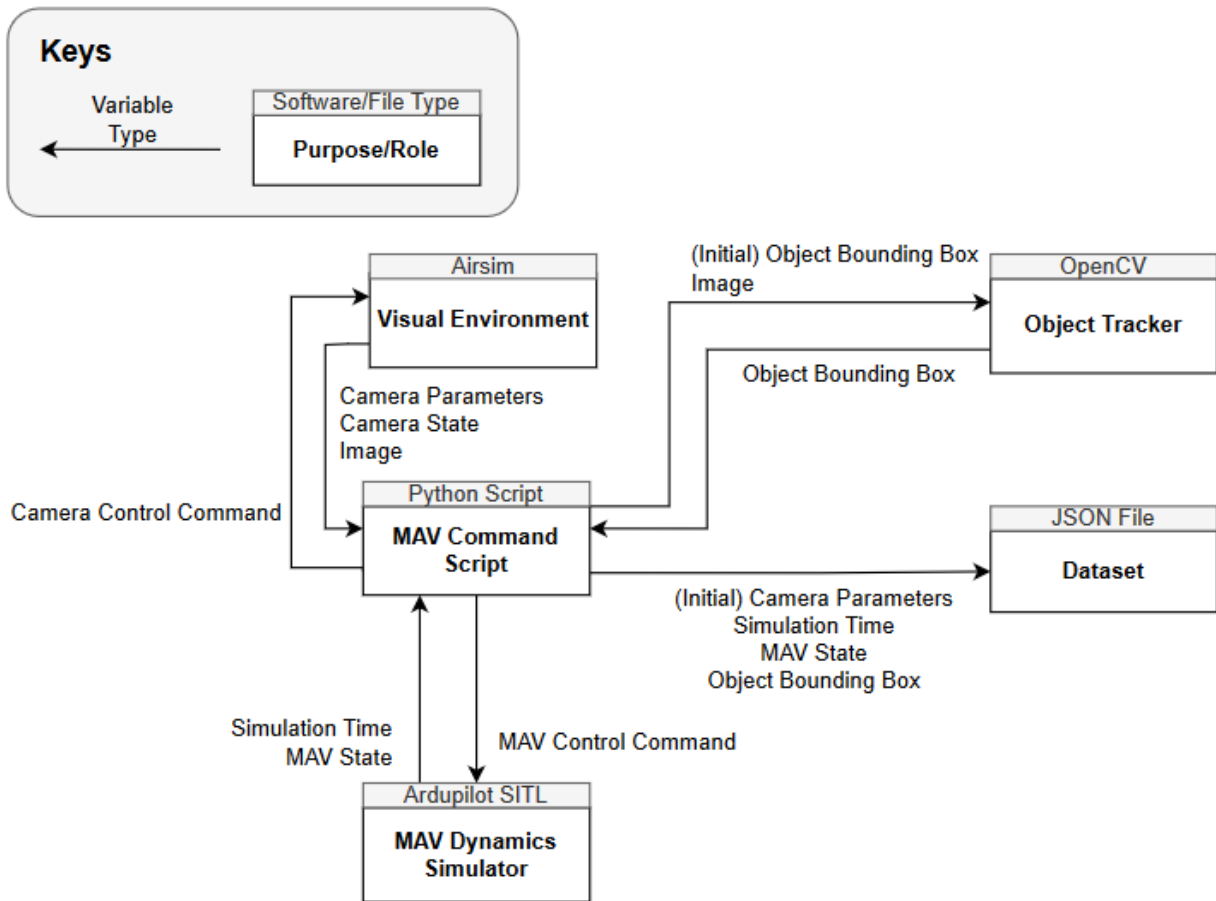 Keys
Variable
Type
Software/File Type
Purpose/Role
Airsim
Visual Environment
(Initial) Object Bounding Box
Image
OpenCV
Object Tracker
Object Bounding Box
Camera Parameters
Camera State
Image
Camera Control Command
Python Script
MAV Command
Script
JSON File
Dataset
(Initial) Camera Parameters
Simulation Time
MAV State
Object Bounding Box
Simulation Time
MAV State
MAV Control Command
Ardupilot SITL
MAV Dynamics
Simulator